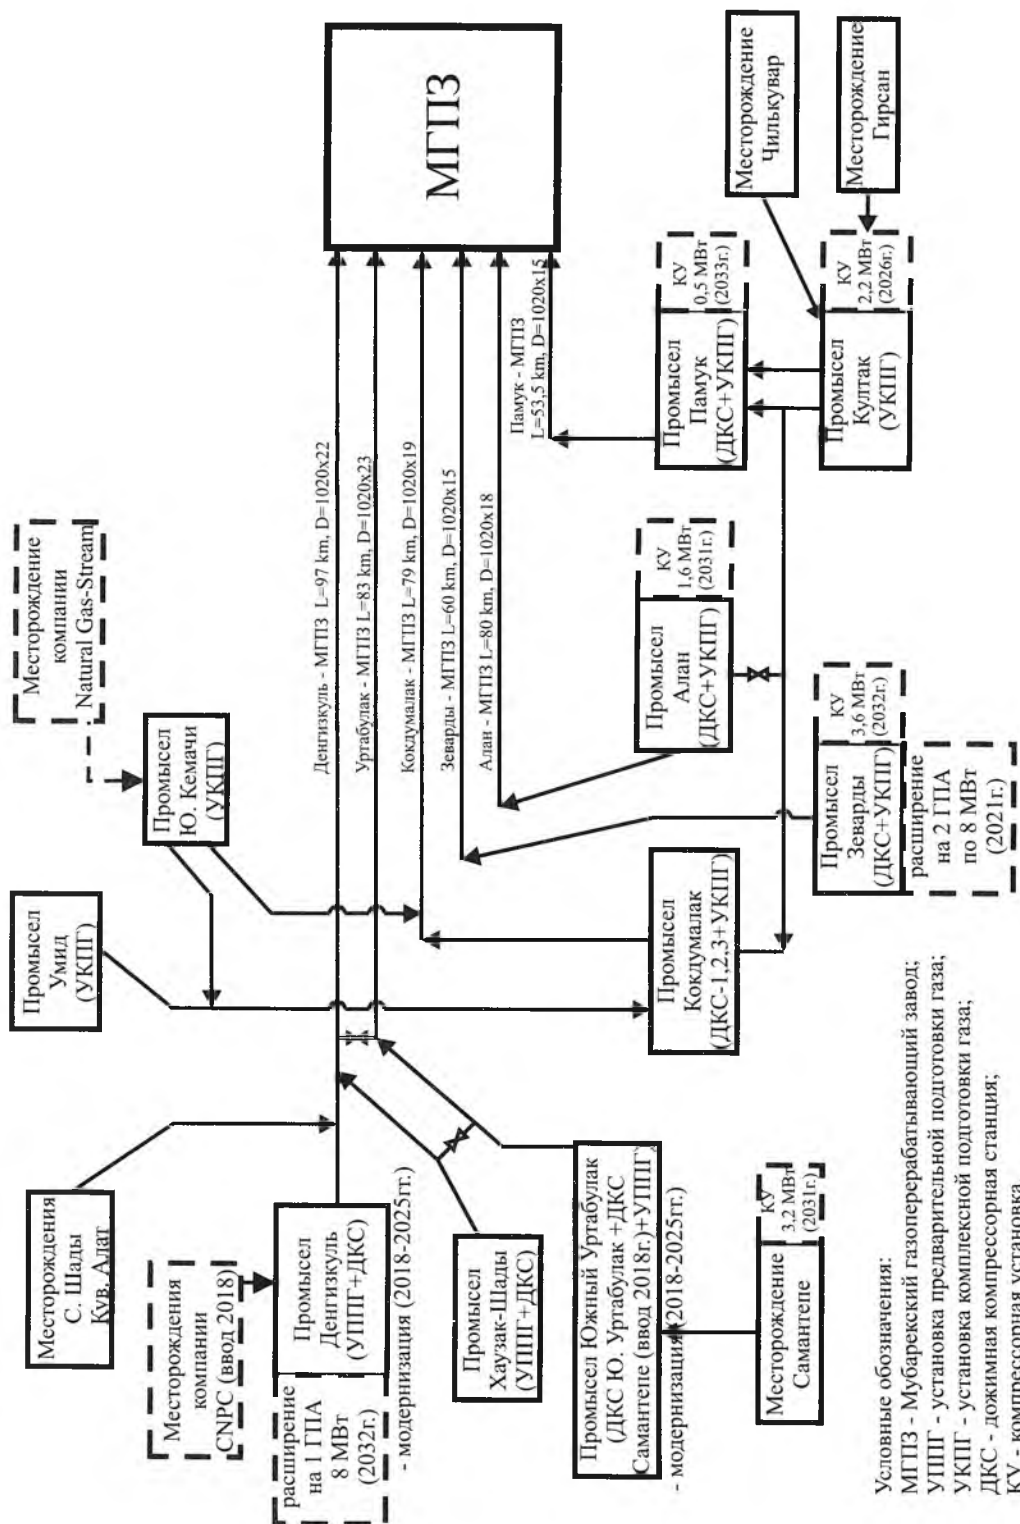 Месторождение
компании
Natural Gas-Stream
Промысел
Ю. Кемачи
(УКПГ)
Промысел
Умид
(УКПГ)
Месторождения
С. Шады
Кув. Алат
Месторождения
компании
CNPC (ввод 2018)
Промысел
Денгизкуль
(УППГ+ДКС)
расширение
на 1 ГПА
8 МВт
(2032г.)
- модернизация (2018-2025гг.)
Промысел
Хаузак-Шады
(УППГ+ДКС)
Промысел Южный Уртабулак
(ДКС Ю. Уртабулак +ДКС
Самантепе (ввод 2018г.)+УППГ)
- модернизация (2018-2025гг.)
Месторождение
Самантепе
КУ
3,2 МВт
(2031г.)
МГПЗ
Денгизкуль - МГПЗ L=97 km, D=1020x22
Уртабулак - МГПЗ L=83 km, D=1020x23
Кокдумалак - МГПЗ L=79 km, D=1020x19
Зеварды - МГПЗ L=60 km, D=1020x15
Алан - МГПЗ L=80 km, D=1020x18
Памук - МГПЗ
L=53,5 km, D=1020x15
Промысел
Кокдумалак
(ДКС-1,2,3+УКПГ)
Промысел
Алан
(ДКС+УКПГ)
КУ
1,6 МВт
(2031г.)
Промысел
Зеварды
(ДКС+УКПГ)
КУ
3,6 МВт
(2032г.)
расширение
на 2 ГПА
по 8 МВт
(2021г.)
Промысел
Памук
(ДКС+УКПГ)
КУ
0,5 МВт
(2033г.)
Промысел
Култак
(УКПГ)
КУ
2,2 МВт
(2026г.)
Месторождение
Чилькувар
Месторождение
Гирсан
Условные обозначения:
МГПЗ - Мубарекский газоперерабатывающий завод;
УППГ - установка предварительной подготовки газа;
УКПГ - установка комплексной подготовки газа;
ДКС - дожимная компрессорная станция;
КУ - компрессорная установка